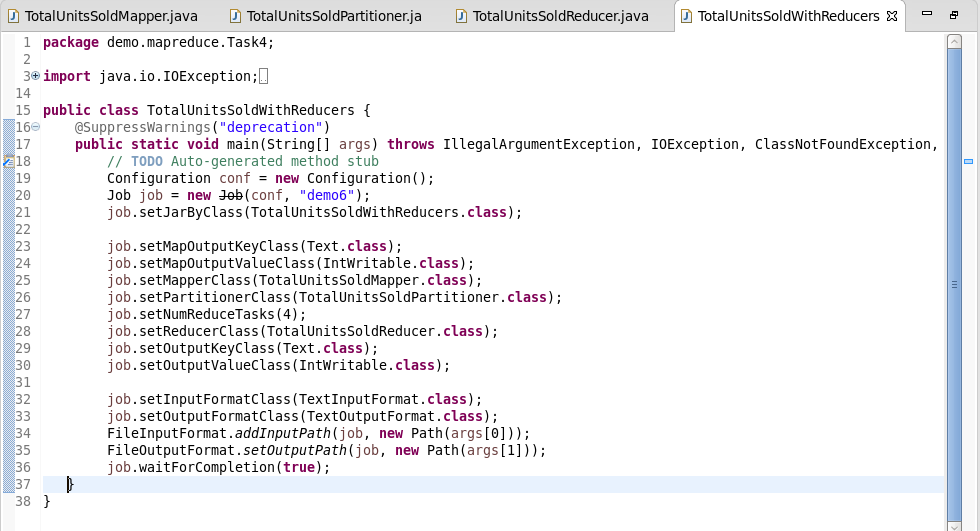 TotalUnitsSoldMapper.java TotalUnitsSoldPartitioner.ja TotalUnitsSoldReducer.java TotalUnitsSoldWithReducers
1 package demo.mapreduce.Task4;
2
3 import java.io.IOException;
14
15 public class TotalUnitsSoldWithReducers {
16 @SuppressWarnings("deprecation")
17 public static void main(String[] args) throws IllegalArgumentException, IOException, ClassNotFoundException,
18 // TODO Auto-generated method stub
19 Configuration conf = new Configuration();
20 Job job = new Job(conf, "demo6");
21 job.setJarByClass(TotalUnitsSoldWithReducers.class);
22
23 job.setMapOutputKeyClass(Text.class);
24 job.setMapOutputValueClass(IntWritable.class);
25 job.setMapperClass(TotalUnitsSoldMapper.class);
26 job.setPartitionerClass(TotalUnitsSoldPartitioner.class);
27 job.setNumReduceTasks(4);
28 job.setReducerClass(TotalUnitsSoldReducer.class);
29 job.setOutputKeyClass(Text.class);
30 job.setOutputValueClass(IntWritable.class);
31
32 job.setInputFormatClass(TextInputFormat.class);
33 job.setOutputFormatClass(TextOutputFormat.class);
34 FileInputFormat.addInputPath(job, new Path(args[0]));
35 FileOutputFormat.setOutputPath(job, new Path(args[1]));
36 job.waitForCompletion(true);
37 }
38 }